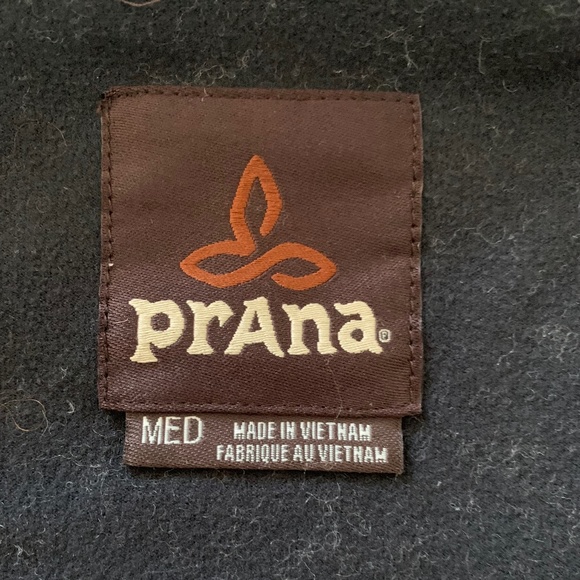 prAna®
MED
MADE IN VIETNAM
FABRIQUE AU VIETNAM